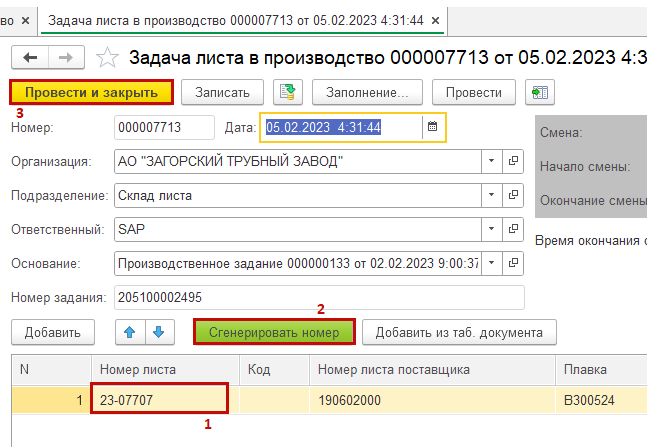 во × Задача листа в производство 000007713 от 05.02.2023 4:31:44 ×
Задача листа в производство 000007713 от 05.02.2023 4:3
Провести и закрыть Записать Заполнение... Провести
3
Номер: 000007713 Дата: 05.02.2023 4:31:44
Смена:
Организация: АО "ЗАГОРСКИЙ ТРУБНЫЙ ЗАВОД"
Начало смены:
Подразделение: Склад листа
Окончание смены
Ответственный: SAP
Время окончания с
Основание: Производственное задание 000000133 от 02.02.2023 9:00:37
Номер задания: 205100002495
2
Добавить Сгенерировать номер Добавить из таб. документа
N Номер листа Код Номер листа поставщика Плавка
1 23-07707 190602000 В300524
1